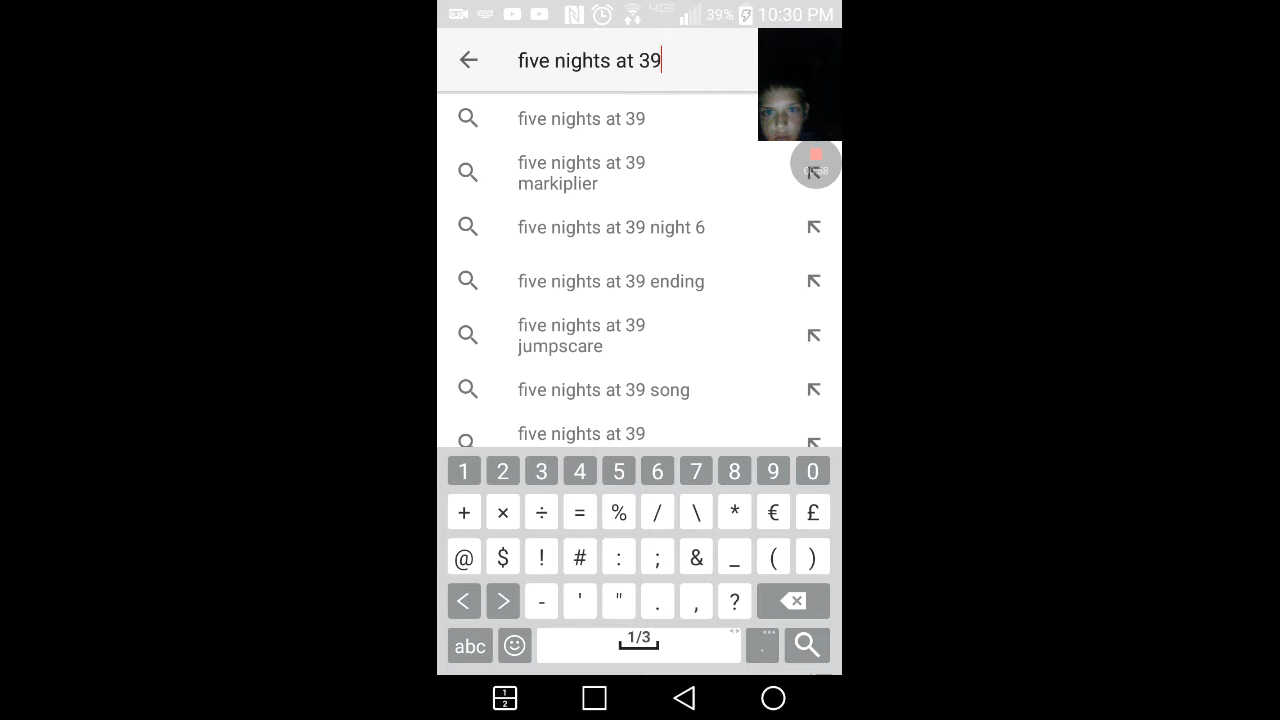 39% 10:30 PM
five nights at 39
five nights at 39
five nights at 39
markiplier
five nights at 39 night 6
five nights at 39 ending
five nights at 39
jumpscare
five nights at 39 song
five nights at 39
1 2 3 4 5 6 7 8 9 0
+ × ÷ = % / \ * € £
@ $ ! # : ; & _ ( )
< > - ' " . , ?
abc 1/3 .
1
2